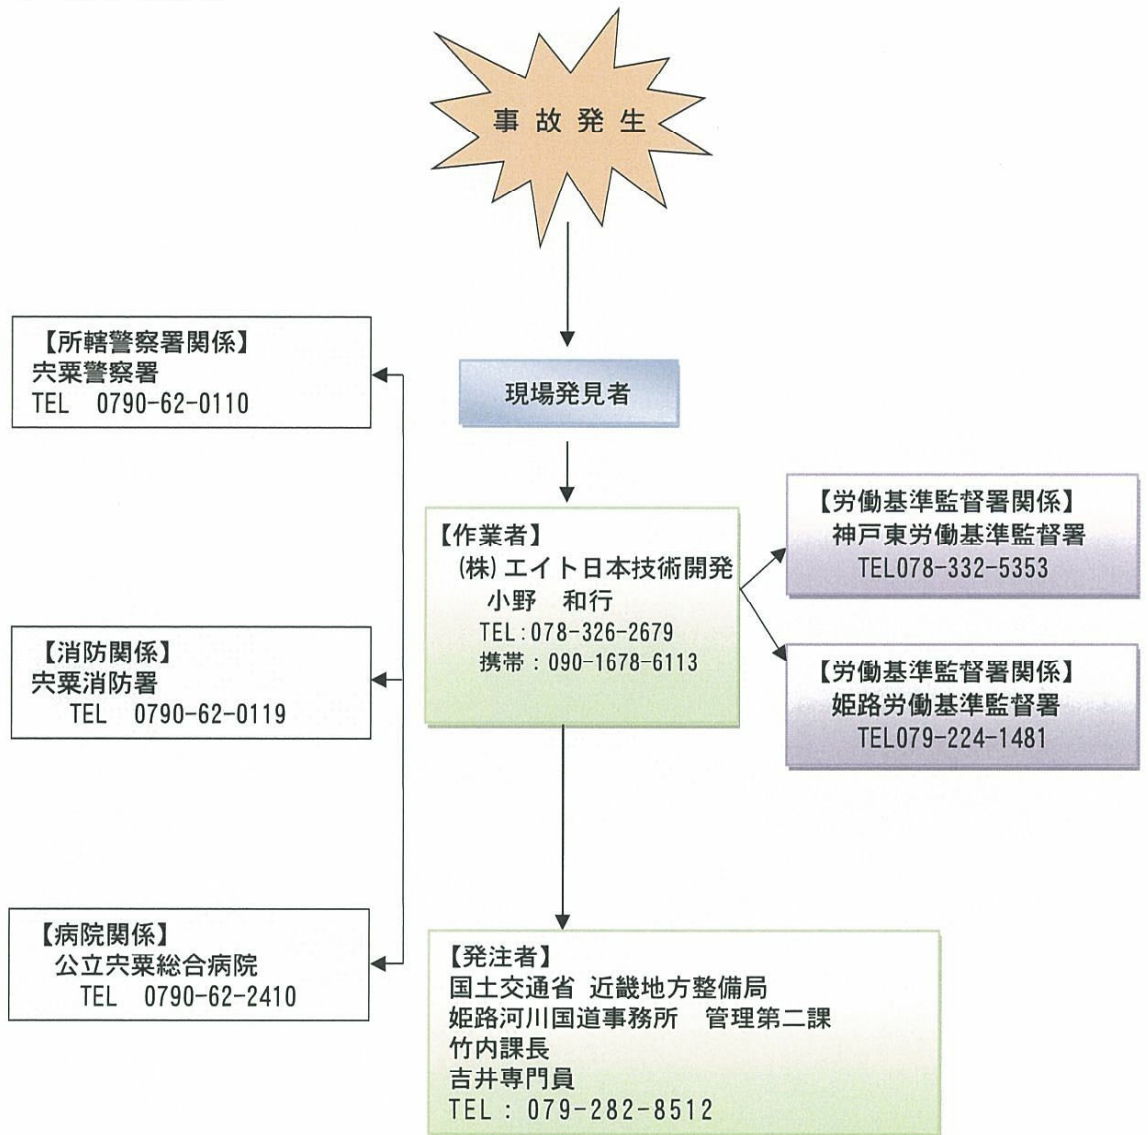 事故発生
現場発見者
【所轄警察署関係】
宍粟警察署
TEL 0790-62-0110
【消防関係】
宍粟消防署
TEL 0790-62-0119
【病院関係】
公立宍粟総合病院
TEL 0790-62-2410
【作業者】
(株)エイト日本技術開発
小野 和行
TEL:078-326-2679
携帯:090-1678-6113
【労働基準監督署関係】
神戸東労働基準監督署
TEL078-332-5353
【労働基準監督署関係】
姫路労働基準監督署
TEL079-224-1481
【発注者】
国土交通省 近畿地方整備局
姫路河川国道事務所 管理第二課
竹内課長
吉井専門員
TEL : 079-282-8512